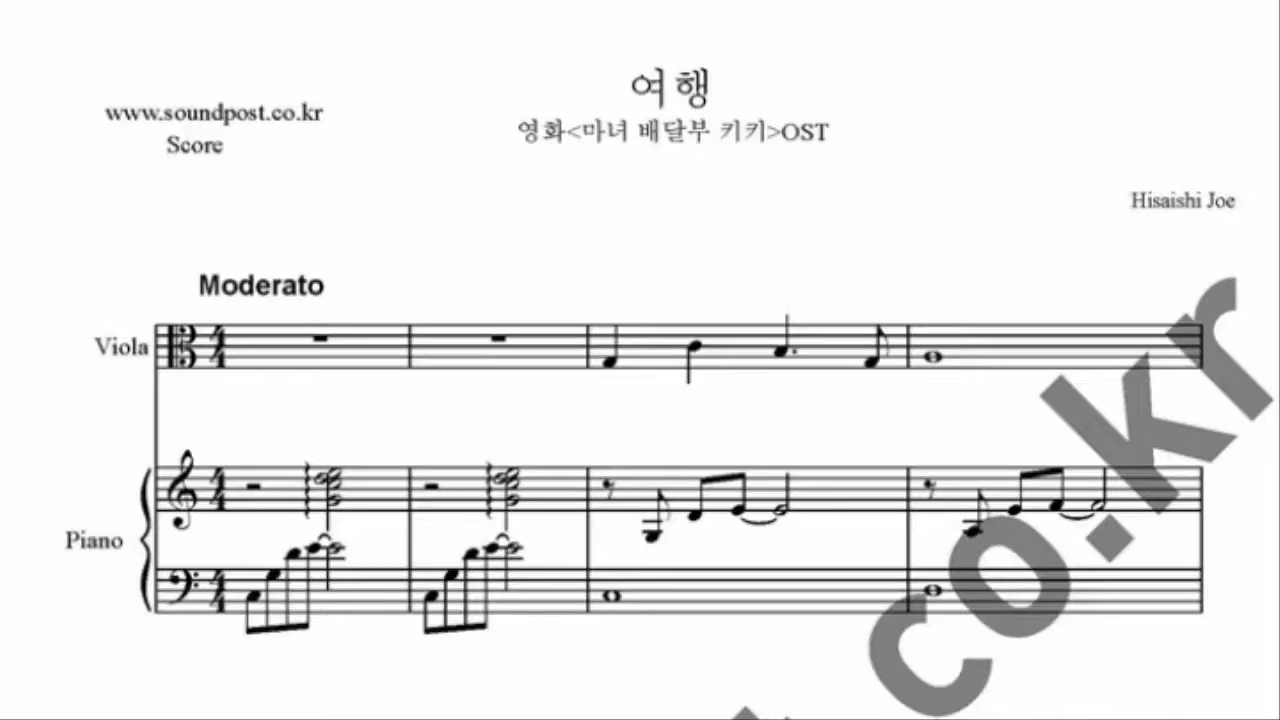 여행
www.soundpost.co.kr
영화<마녀 배달부 키키>OST
Score
Hisaishi Joe
Moderato
Viola
Piano
co.kr